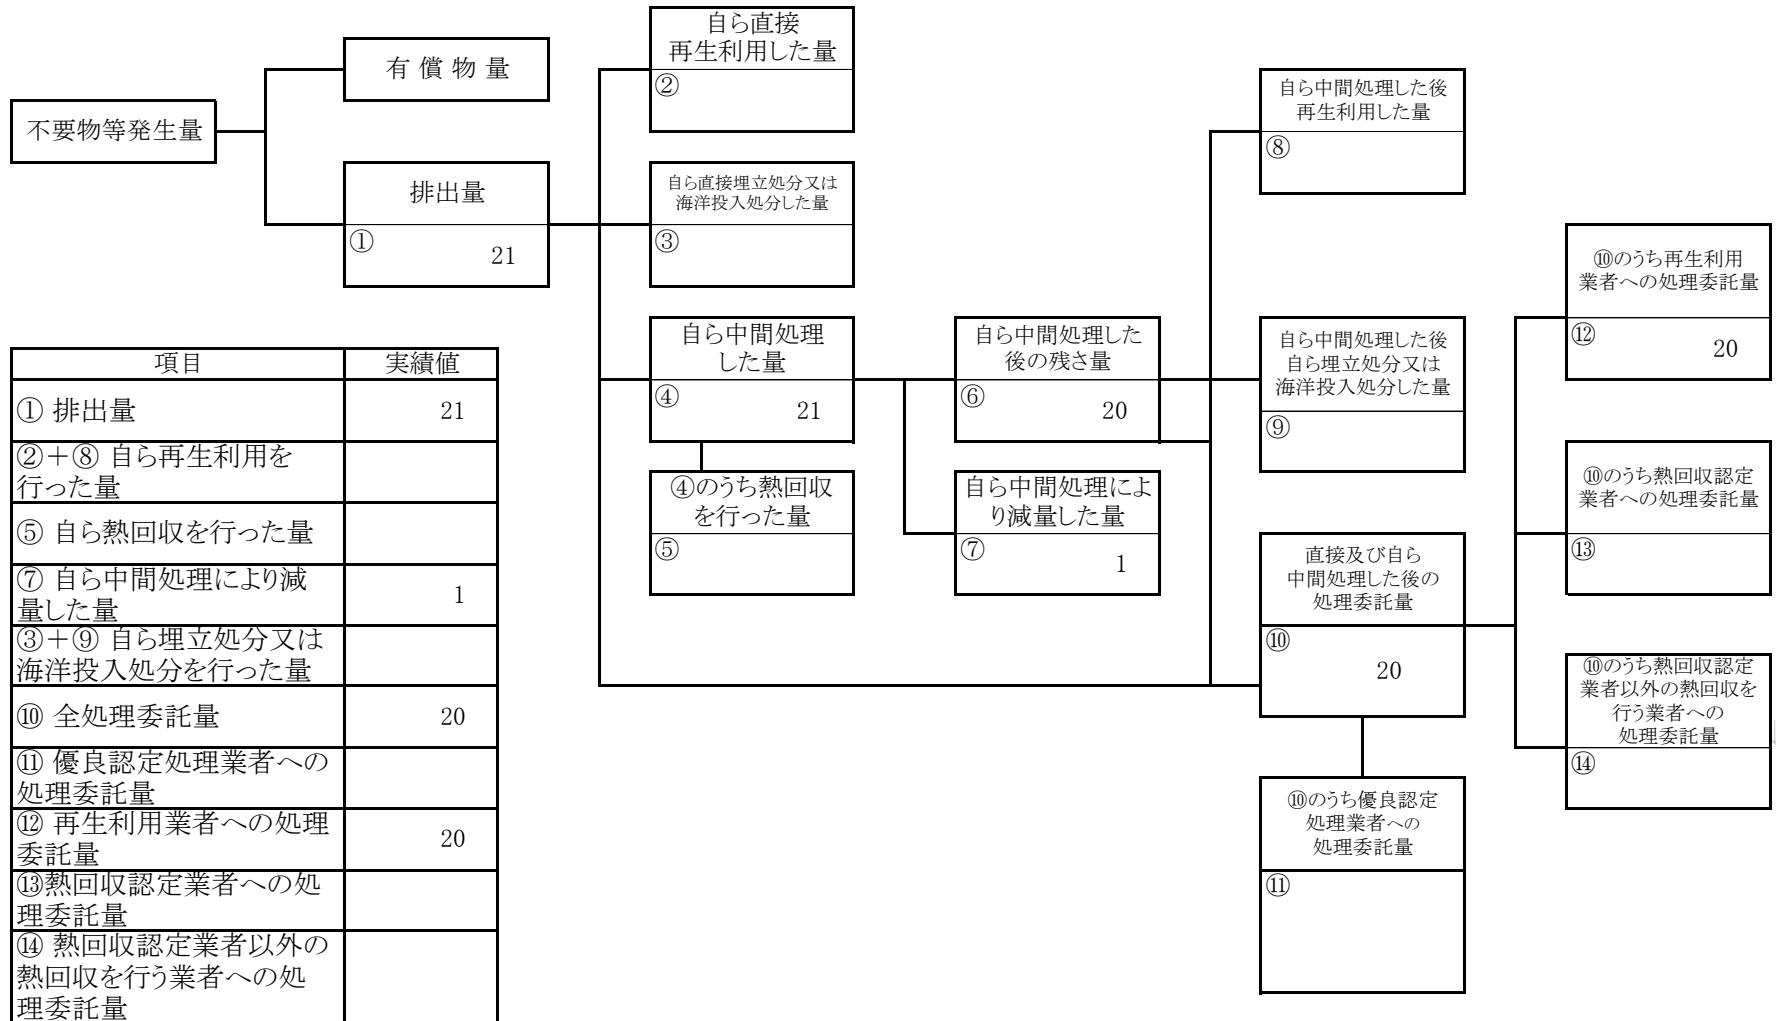 不要物等発生量
有 償 物 量
排出量
①
21
自ら直接
再生利用した量
②
自ら直接埋立処分又は
海洋投入処分した量
③
自ら中間処理
した量
④
21
④のうち熱回収
を行った量
⑤
自ら中間処理した
後の残さ量
⑥
20
自ら中間処理によ
り減量した量
⑦
1
自ら中間処理した後
再生利用した量
⑧
自ら中間処理した後
自ら埋立処分又は
海洋投入処分した量
⑨
直接及び自ら
中間処理した後の
処理委託量
⑩
20
⑩のうち優良認定
処理業者への
処理委託量
⑪
⑩のうち再生利用
業者への処理委託量
⑫
20
⑩のうち熱回収認定
業者への処理委託量
⑬
⑩のうち熱回収認定
業者以外の熱回収を
行う業者への
処理委託量
⑭
項目 実績値
① 排出量 21
②＋⑧ 自ら再生利用を
行った量
⑤ 自ら熱回収を行った量
⑦ 自ら中間処理により減
量した量 1
③＋⑨ 自ら埋立処分又は
海洋投入処分を行った量
⑩ 全処理委託量 20
⑪ 優良認定処理業者への
処理委託量
⑫ 再生利用業者への処理
委託量 20
⑬熱回収認定業者への処
理委託量
⑭ 熱回収認定業者以外の
熱回収を行う業者への処
理委託量